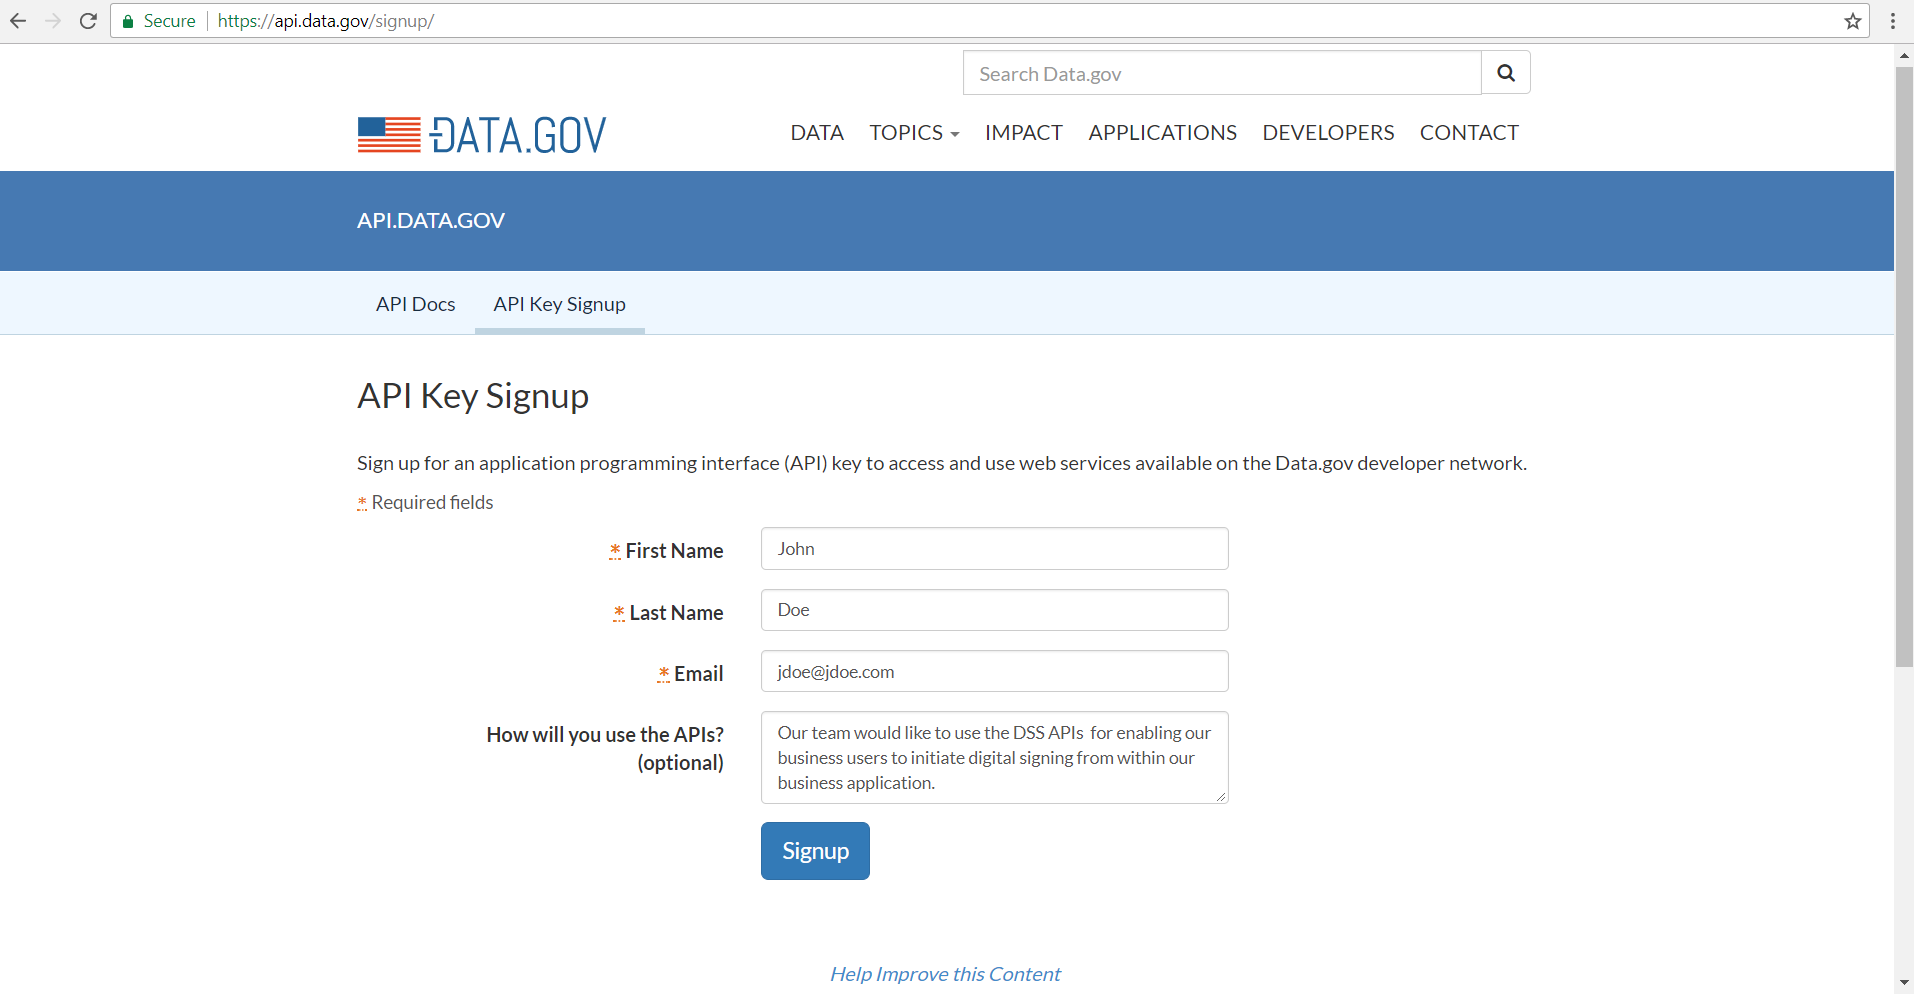 Secure https://api.data.gov/signup/
Search Data.gov
DATA.GOV
DATA TOPICS IMPACT APPLICATIONS DEVELOPERS CONTACT
API.DATA.GOV
API Docs API Key Signup
API Key Signup
Sign up for an application programming interface (API) key to access and use web services available on the Data.gov developer network.
* Required fields
* First Name John
* Last Name Doe
* Email jdoe@jdoe.com
How will you use the APIs?
(optional)
Our team would like to use the DSS APIs  for enabling our
business users to initiate digital signing from within our
business application.
Signup
Help Improve this Content